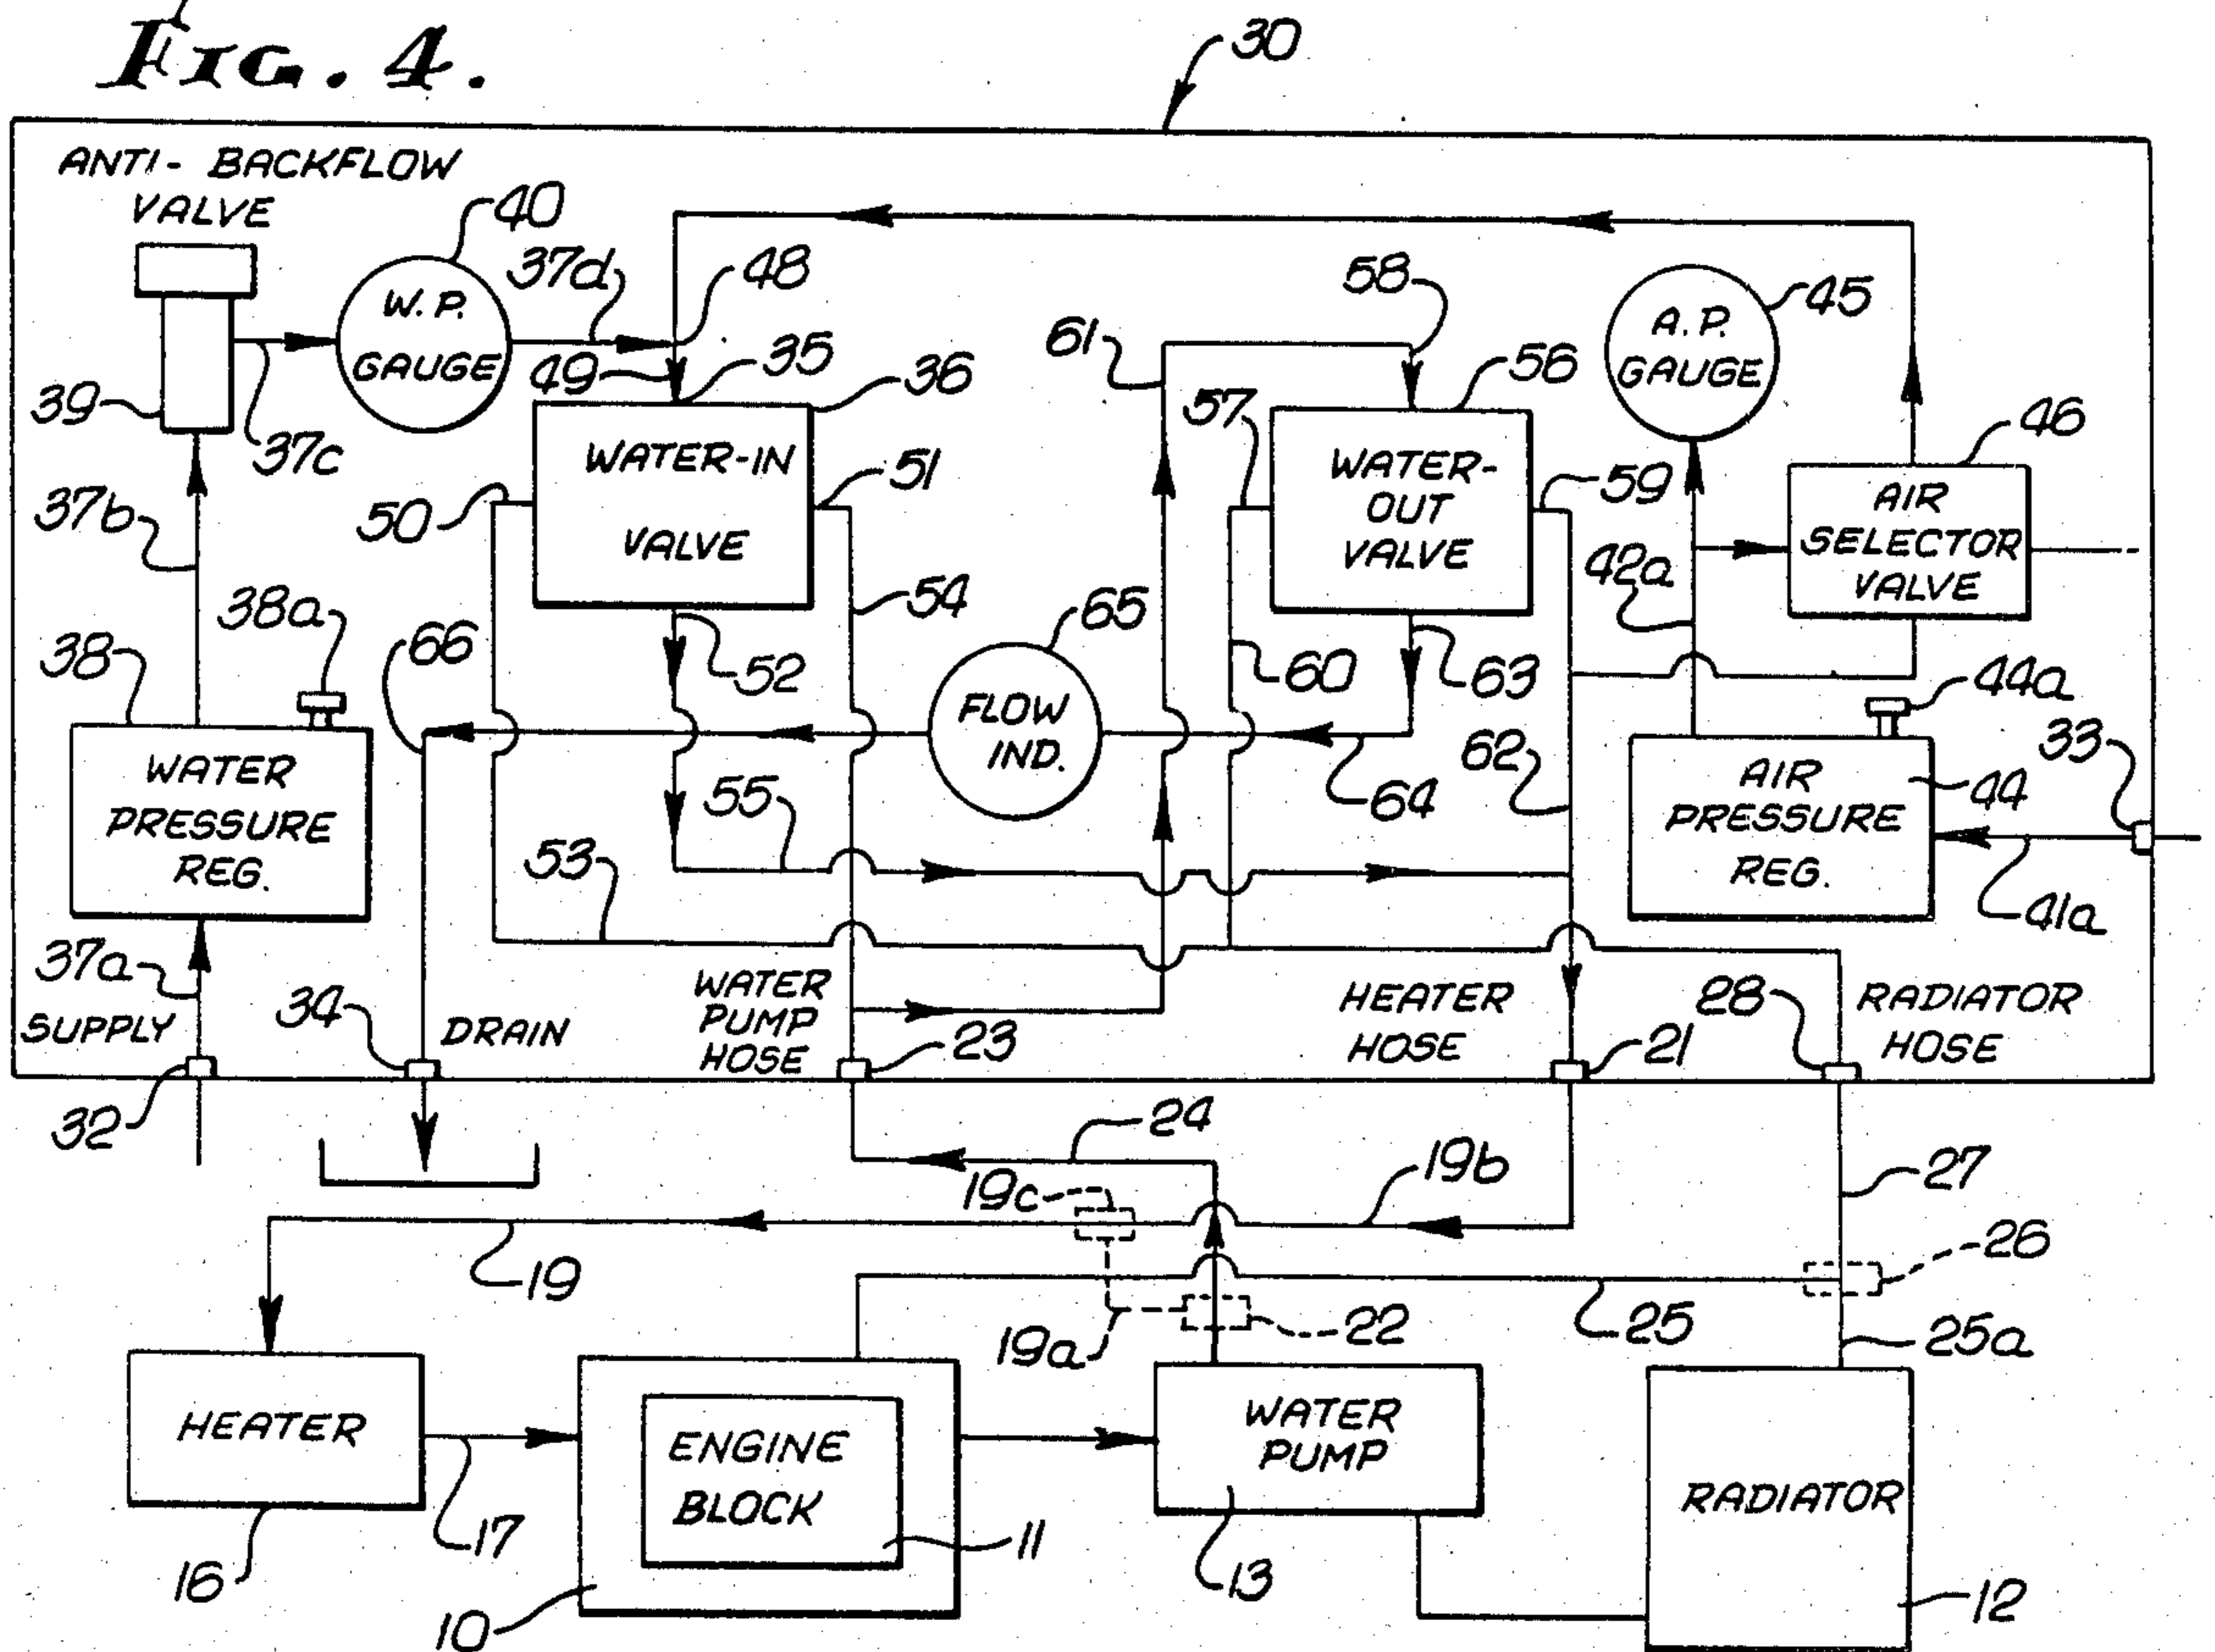 FIG. 4.
30
ANTI- BACKFLOW
VALVE
40
W.P.
GAUGE
37d
48
49
35
36
39
37c
37b
61
58
56
57
45
A.P.
GAUGE
46
WATER-IN
VALVE
50
51
WATER-
OUT
VALVE
59
AIR
SELECTOR
VALVE
42a
38
38a
66
52
54
65
FLOW
IND.
60
63
64
62
44a
33
WATER
PRESSURE
REG.
55
53
AIR
PRESSURE
REG.
44
41a
37a
SUPPLY
34
DRAIN
WATER
PUMP
HOSE
23
HEATER
HOSE
21
28
RADIATOR
HOSE
32
24
19c
19b
27
26
19
19a
22
25
25a
HEATER
ENGINE
BLOCK
WATER
PUMP
RADIATOR
16
17
10
11
13
12